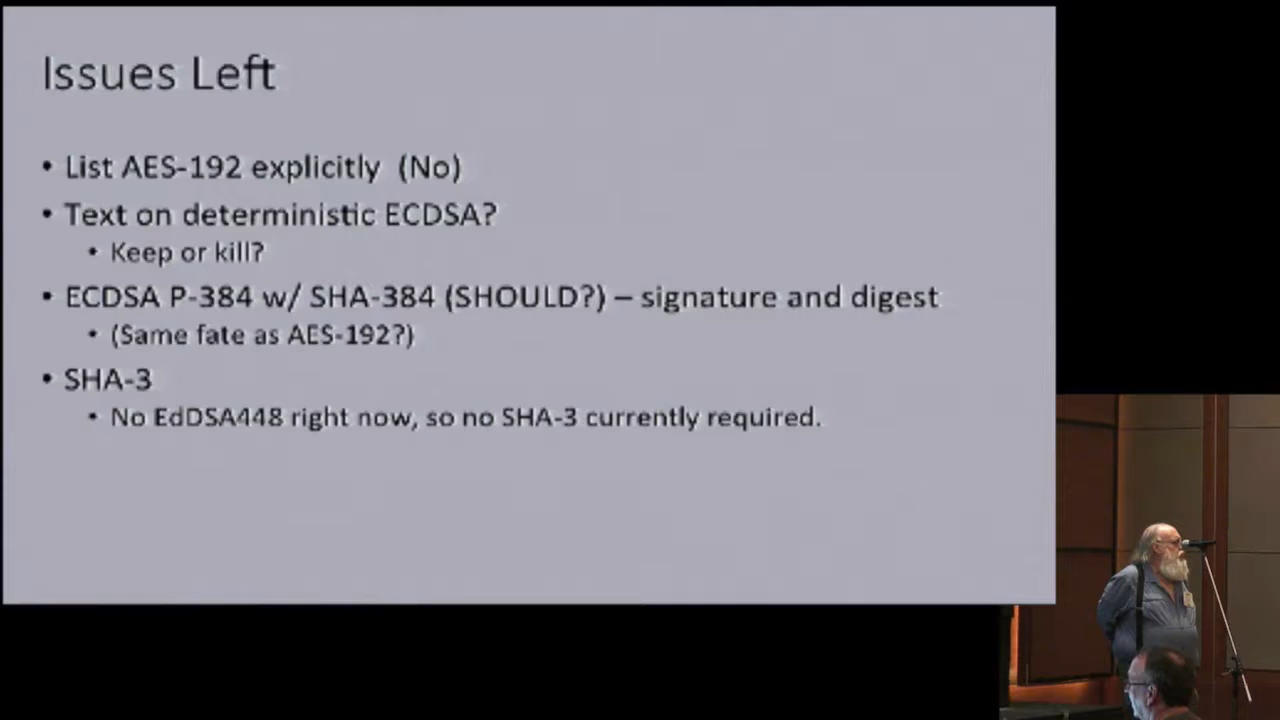 Issues Left
• List AES-192 explicitly (No)
• Text on deterministic ECDSA?
• Keep or kill?
• ECDSA P-384 w/ SHA-384 (SHOULD?) – signature and digest
• (Same fate as AES-192?)
• SHA-3
• No EdDSA448 right now, so no SHA-3 currently required.